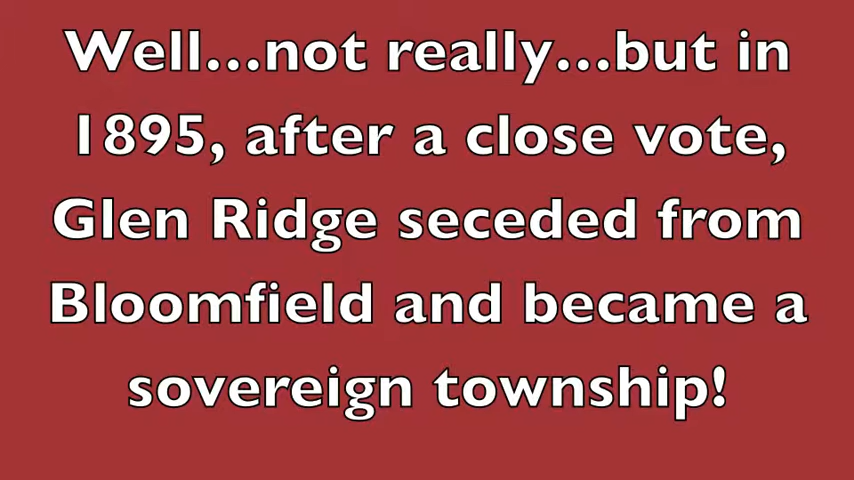 Well...not really...but in
1895, after a close vote,
Glen Ridge seceded from
Bloomfield and became a
sovereign township!